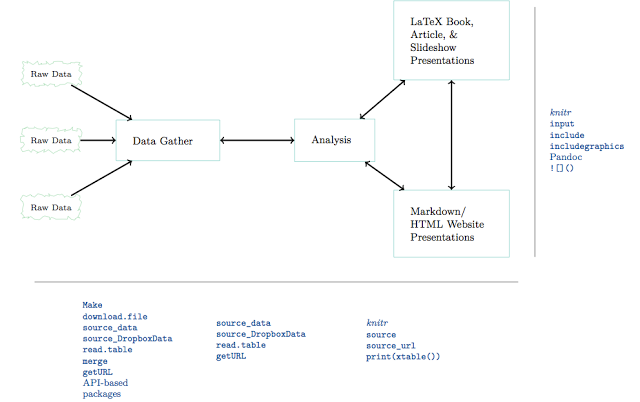 LaTeX Book,
Article, &
Slideshow
Presentations
Raw Data
Raw Data
Raw Data
Data Gather
Analysis
Markdown/
HTML Website
Presentations
knitr
input
include
includegraphics
Pandoc
![]()
Make
download.file
source_data
source_DropboxData
read.table
merge
getURL
API-based
packages
source_data
source_DropboxData
read.table
getURL
knitr
source
source_url
print(xtable())